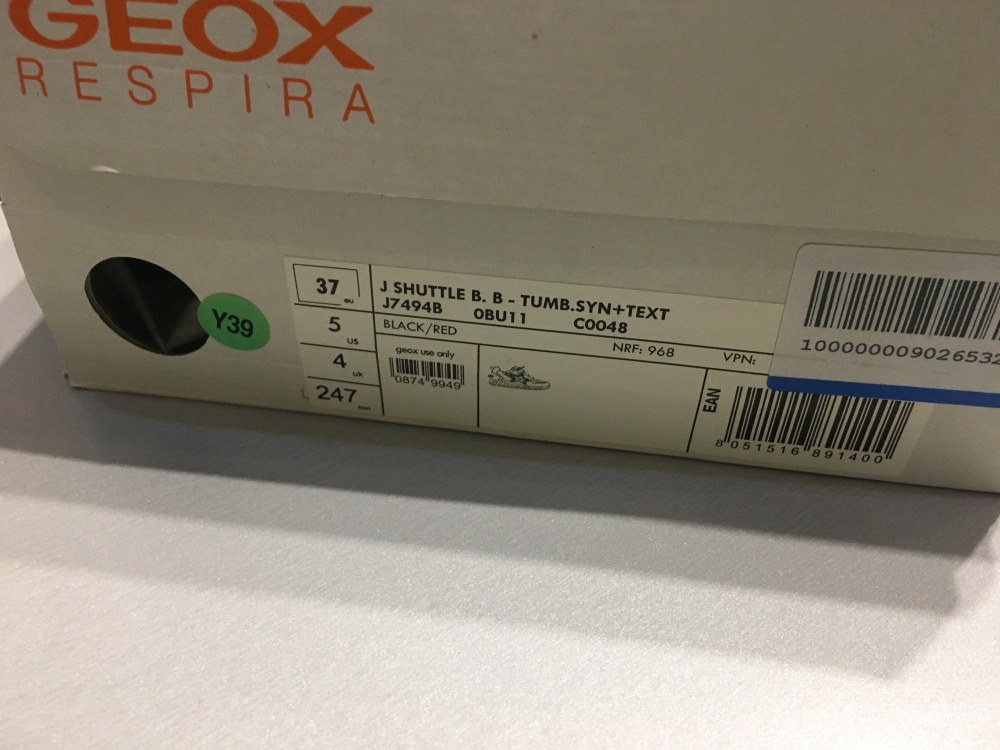 GEOX
RESPIRA
Y39
37 eu
5 us
4 uk
L 247 mm
J SHUTTLE B. B - TUMB.SYN+TEXT
J7494B 0BU11 C0048
BLACK/RED
NRF: 968 VPN:
geox use only
0874 9949
EAN
8 051516 891400
100000009026532